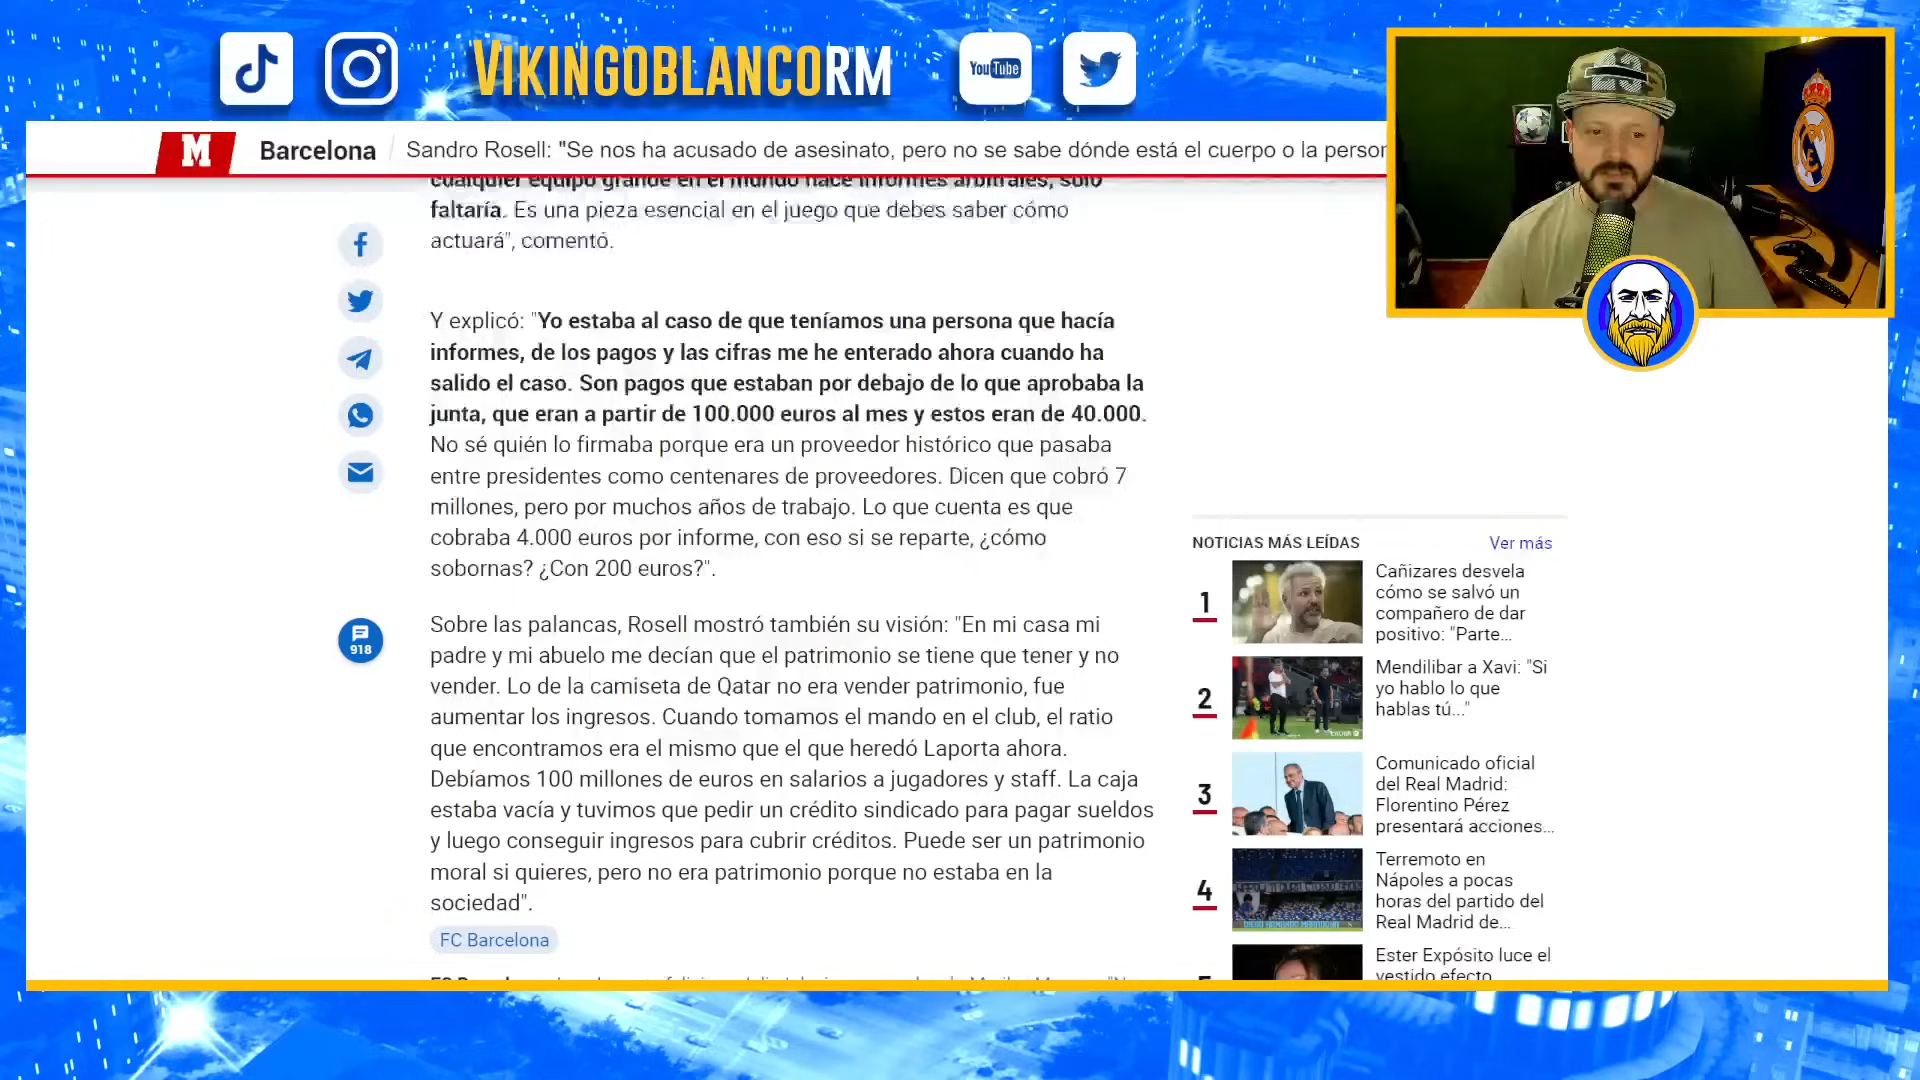 VIKINGOBLANCORM
You Tube
M
Barcelona
Sandro Rosell: "Se nos ha acusado de asesinato, pero no se sabe dónde está el cuerpo o la person
cualquier equipo grande en el mundo hace informes arbitrales, solo
faltaría. Es una pieza esencial en el juego que debes saber cómo
actuará", comentó.
Y explicó: "Yo estaba al caso de que teníamos una persona que hacía
informes, de los pagos y las cifras me he enterado ahora cuando ha
salido el caso. Son pagos que estaban por debajo de lo que aprobaba la
junta, que eran a partir de 100.000 euros al mes y estos eran de 40.000.
No sé quién lo firmaba porque era un proveedor histórico que pasaba
entre presidentes como centenares de proveedores. Dicen que cobró 7
millones, pero por muchos años de trabajo. Lo que cuenta es que
cobraba 4.000 euros por informe, con eso si se reparte, ¿cómo
sobornas? ¿Con 200 euros?".
918
Sobre las palancas, Rosell mostró también su visión: "En mi casa mi
padre y mi abuelo me decían que el patrimonio se tiene que tener y no
vender. Lo de la camiseta de Qatar no era vender patrimonio, fue
aumentar los ingresos. Cuando tomamos el mando en el club, el ratio
que encontramos era el mismo que el que heredó Laporta ahora.
Debíamos 100 millones de euros en salarios a jugadores y staff. La caja
estaba vacía y tuvimos que pedir un crédito sindicado para pagar sueldos
y luego conseguir ingresos para cubrir créditos. Puede ser un patrimonio
moral si quieres, pero no era patrimonio porque no estaba en la
sociedad".
FC Barcelona
NOTICIAS MÁS LEÍDAS
Ver más
1
Cañizares desvela
cómo se salvó un
compañero de dar
positivo: "Parte...
2
Mendilibar a Xavi: "Si
yo hablo lo que
hablas tú..."
3
Comunicado oficial
del Real Madrid:
Florentino Pérez
presentará acciones...
4
Terremoto en
Nápoles a pocas
horas del partido del
Real Madrid de...
Ester Expósito luce el
vestido efecto